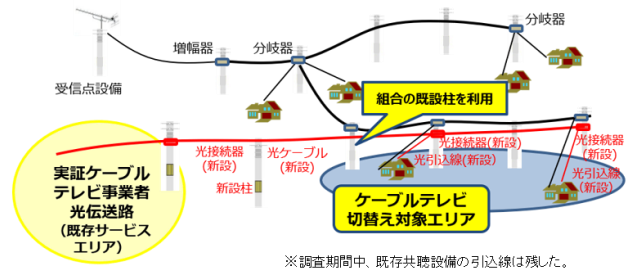 増幅器
分岐器
分岐器
受信点設備
組合の既設柱を利用
光接続器
(新設)
光ケーブル
(新設)
新設柱
光接続器(新設)
光引込線(新設)
光接続器
(新設)
光引込線
(新設)
実証ケーブル
テレビ事業者
光伝送路
(既存サービス
エリア)
ケーブルテレビ
切替え対象エリア
※調査期間中、既存共聴設備の引込線は残した。